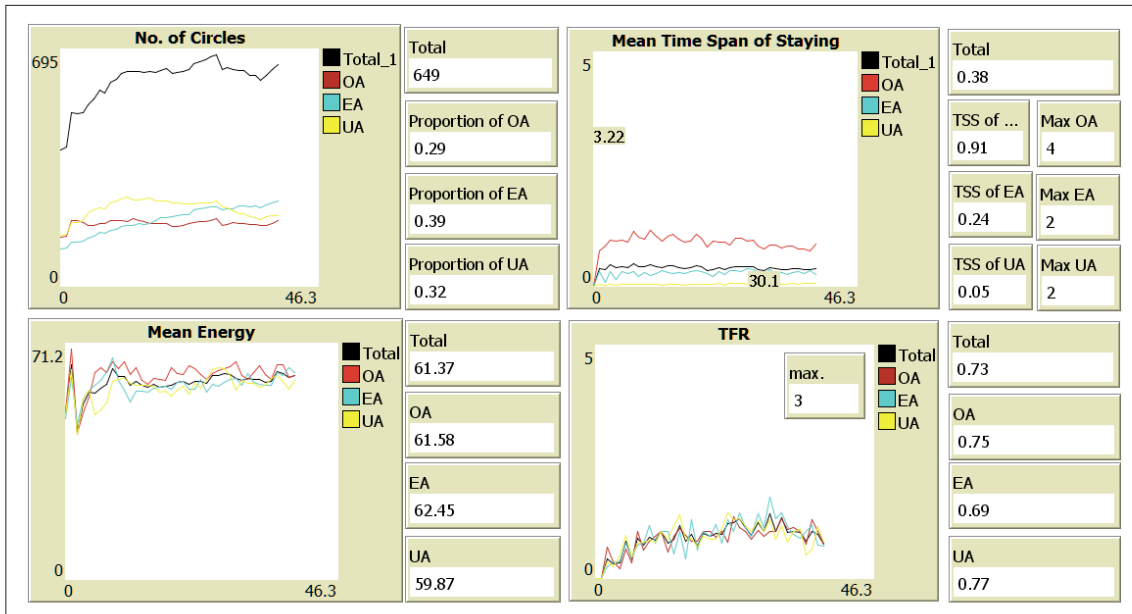 No. of Circles
695
0
0
46.3
Total_1
OA
EA
UA
Total
649
Proportion of OA
0.29
Proportion of EA
0.39
Proportion of UA
0.32
Mean Time Span of Staying
5
3.22
30.1
0
0
46.3
Total_1
OA
EA
UA
Total
0.38
TSS of ...
0.91
Max OA
4
TSS of EA
0.24
Max EA
2
TSS of UA
0.05
Max UA
2
Mean Energy
71.2
0
0
46.3
Total
OA
EA
UA
Total
61.37
OA
61.58
EA
62.45
UA
59.87
TFR
5
max.
3
0
0
46.3
Total
OA
EA
UA
Total
0.73
OA
0.75
EA
0.69
UA
0.77